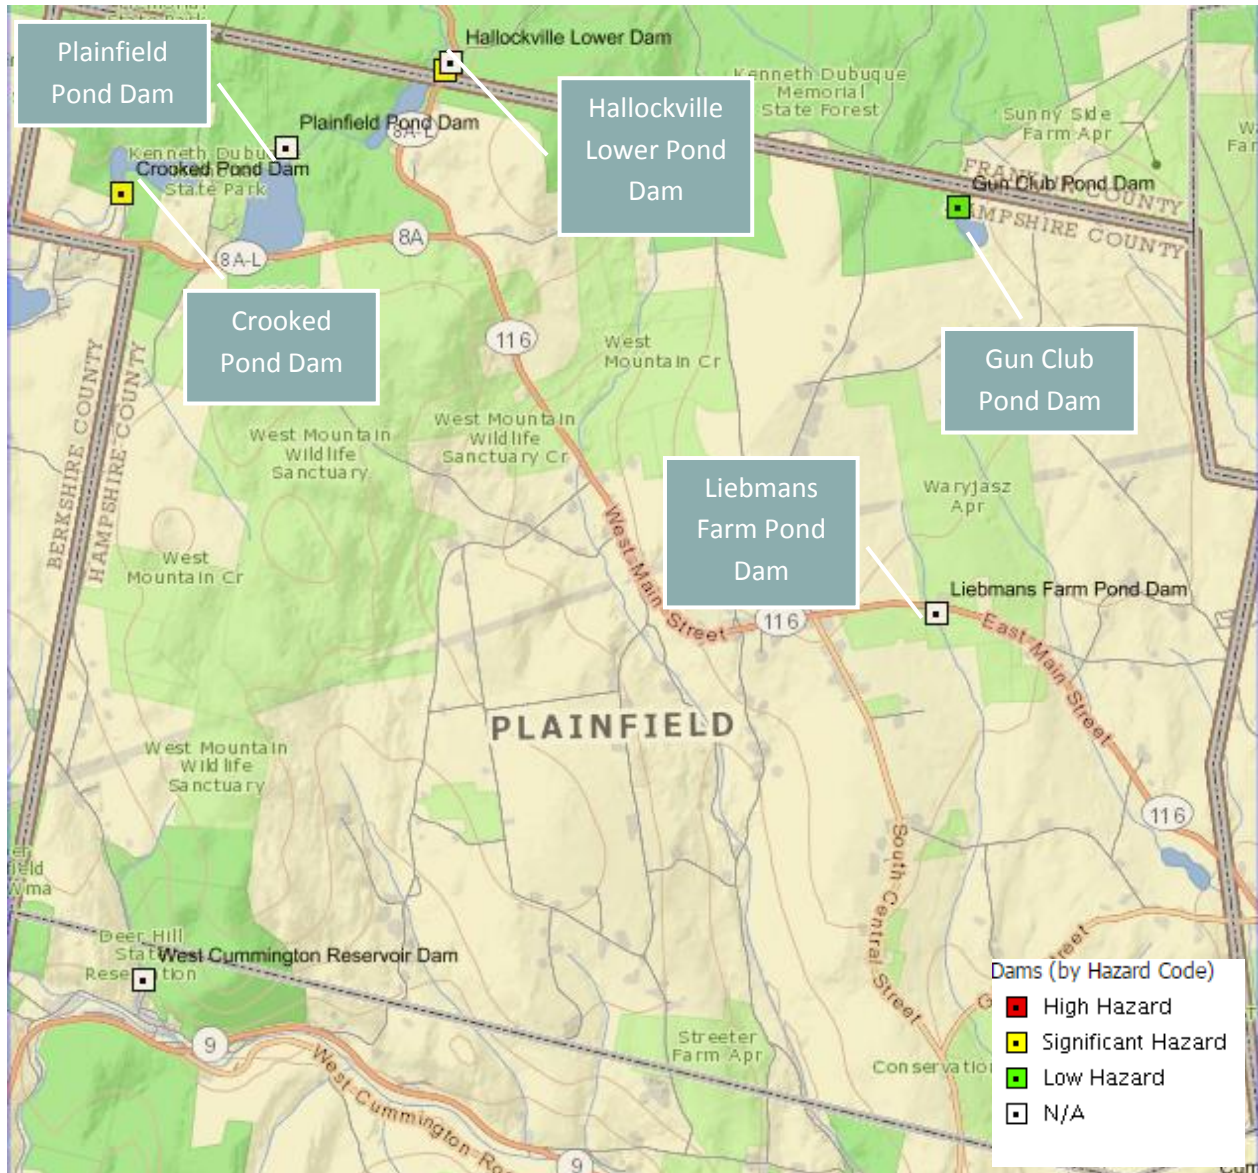 State Park
Plainfield
Pond Dam
Hallockville Lower Dam
Hallockville
Lower Pond
Dam
Kenneth Dubuque
Memorial
State Forest
Sunny Side
Farm Apr
Plainfield Pond Dam
8A-L
Kenneth Dubuque
State Park
Crooked Pond Dam
FRANKLIN COUNTY
Gun Club Pond Dam
HAMPSHIRE COUNTY
8A
8A-L
Crooked
Pond Dam
116
West
Mountain Cr
Gun Club
Pond Dam
BERKSHIRE COUNTY
HAMPSHIRE COUNTY
West Mountain
Wildlife
Sanctuary Cr
West Mountain
Wildlife
Sanctuary
Liebmans
Farm Pond
Dam
Waryjasz
Apr
West Main Street
West
Mountain Cr
Liebmans Farm Pond Dam
116
East Main Street
PLAINFIELD
West Mountain
Wildlife
Sanctuary
116
South Central Street
Street
Deer Hill
State
Reservation
West Cummington Reservoir Dam
9
West Cummington Road
Streeter
Farm Apr
9
Dams (by Hazard Code)
High Hazard
Significant Hazard
Low Hazard
N/A